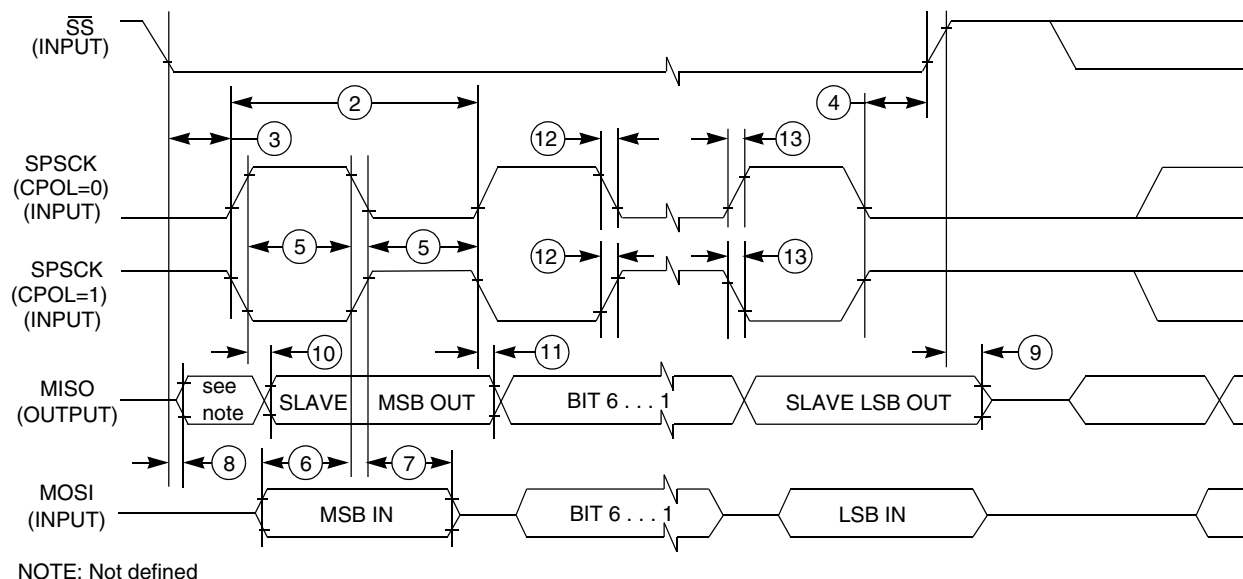 SS
(INPUT)
2
4
3
12
13
SPSCK
(CPOL=0)
(INPUT)
5
5
SPSCK
(CPOL=1)
(INPUT)
12
13
10
11
9
MISO
(OUTPUT)
see
note
SLAVE
MSB OUT
BIT 6 . . . 1
SLAVE LSB OUT
8
6
7
MOSI
(INPUT)
MSB IN
BIT 6 . . . 1
LSB IN
NOTE: Not defined